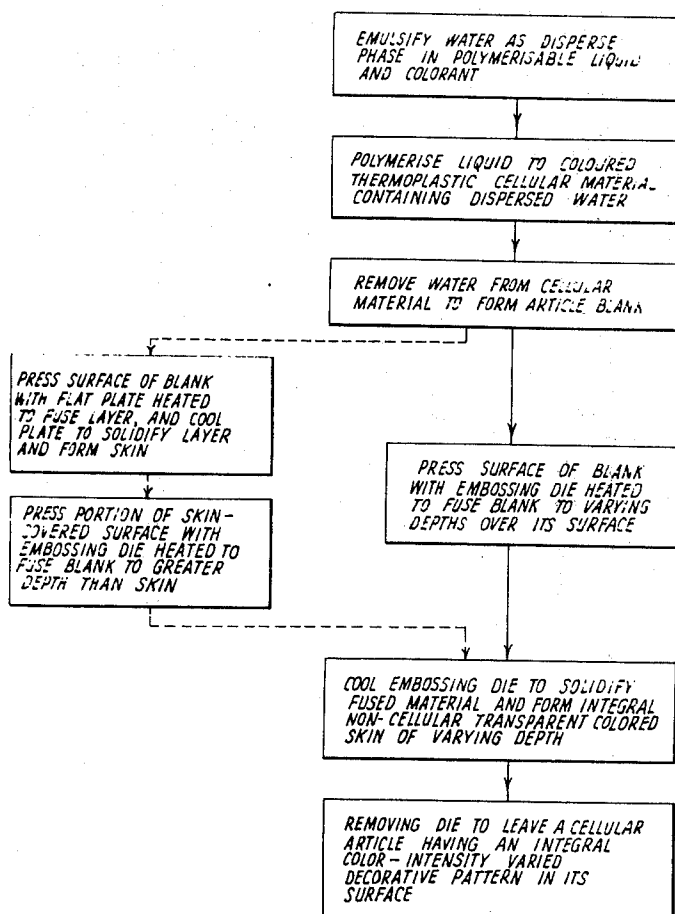 EMULSIFY WATER AS DISPERSE
PHASE IN POLYMERISABLE LIQUID
AND COLORANT
POLYMERISE LIQUID TO COLOURED
THERMOPLASTIC CELLULAR MATERIAL
CONTAINING DISPERSED WATER
REMOVE WATER FROM CELLULAR
MATERIAL TO FORM ARTICLE BLANK
PRESS SURFACE OF BLANK
WITH FLAT PLATE HEATED
TO FUSE LAYER, AND COOL
PLATE TO SOLIDIFY LAYER
AND FORM SKIN
PRESS PORTION OF SKIN-
COVERED SURFACE WITH
EMBOSSING DIE HEATED TO
FUSE BLANK TO GREATER
DEPTH THAN SKIN
PRESS SURFACE OF BLANK
WITH EMBOSSING DIE HEATED
TO FUSE BLANK TO VARYING
DEPTHS OVER ITS SURFACE
COOL EMBOSSING DIE TO SOLIDIFY
FUSED MATERIAL AND FORM INTEGRAL
NON-CELLULAR TRANSPARENT COLORED
SKIN OF VARYING DEPTH
REMOVING DIE TO LEAVE A CELLULAR
ARTICLE HAVING AN INTEGRAL
COLOR-INTENSITY VARIED
DECORATIVE PATTERN IN ITS
SURFACE